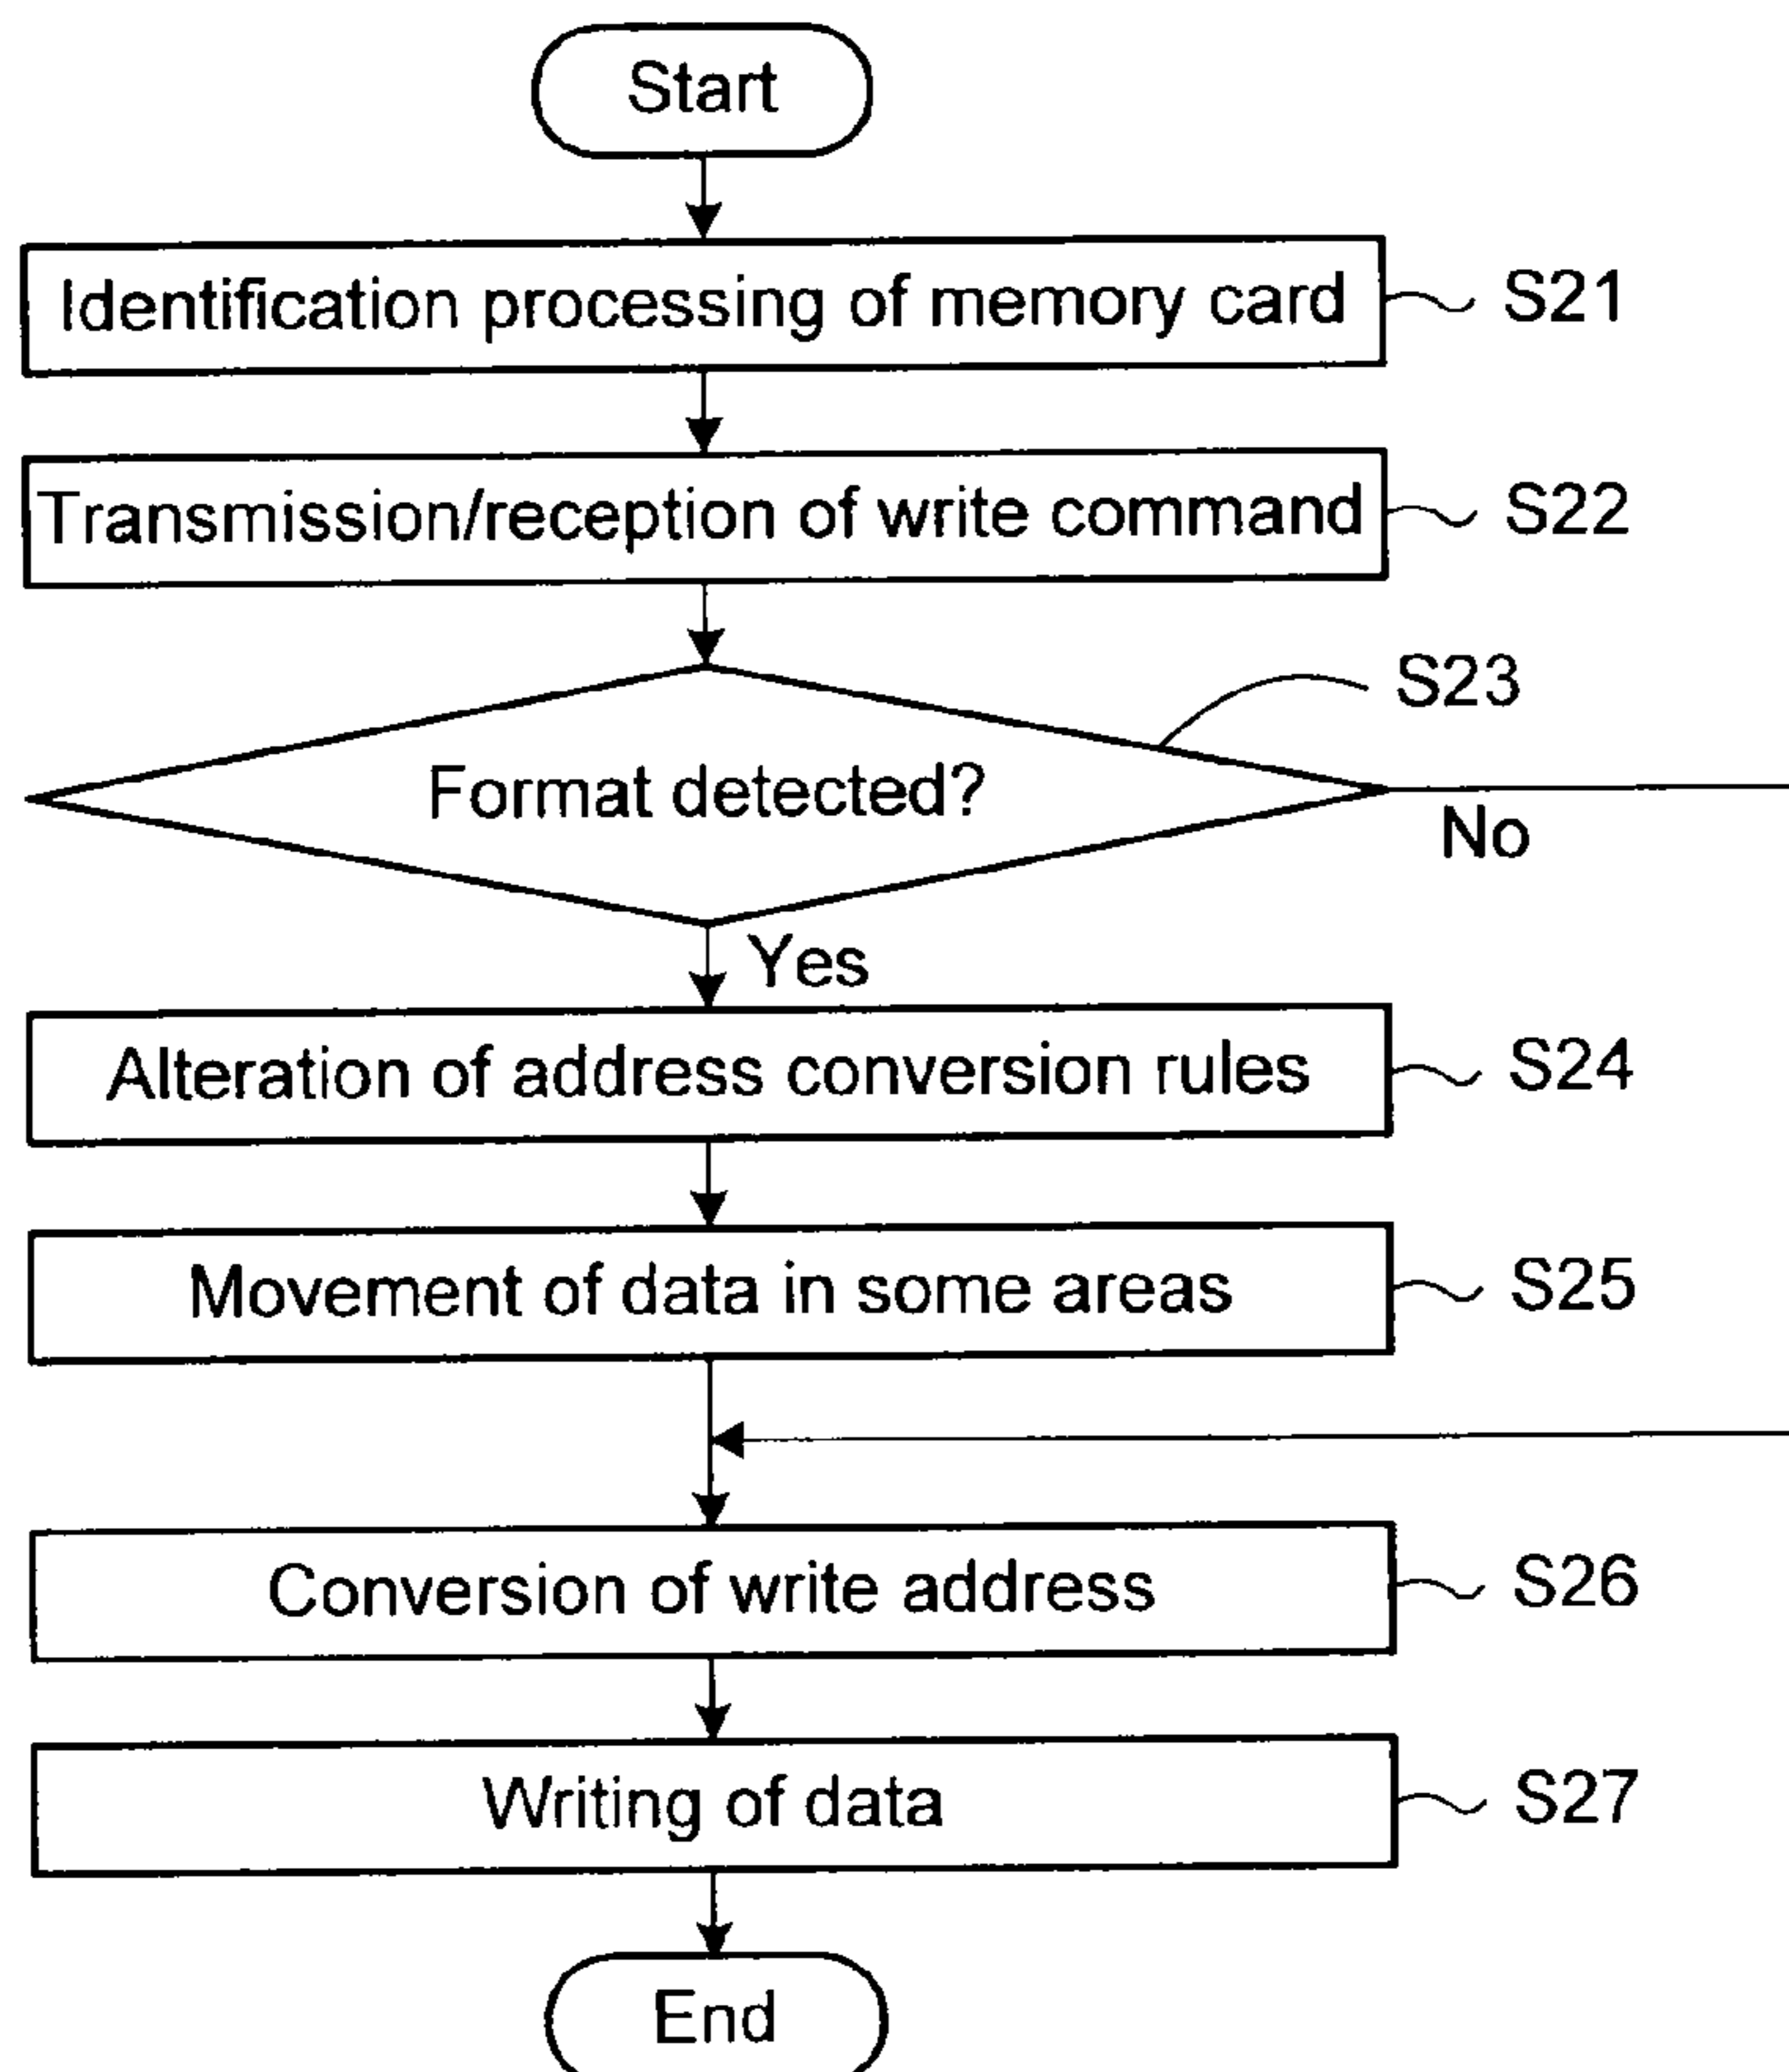 Start
Identification processing of memory card
S21
Transmission/reception of write command
S22
S23
Format detected?
No
Yes
Alteration of address conversion rules
S24
Movement of data in some areas
S25
Conversion of write address
S26
Writing of data
S27
End